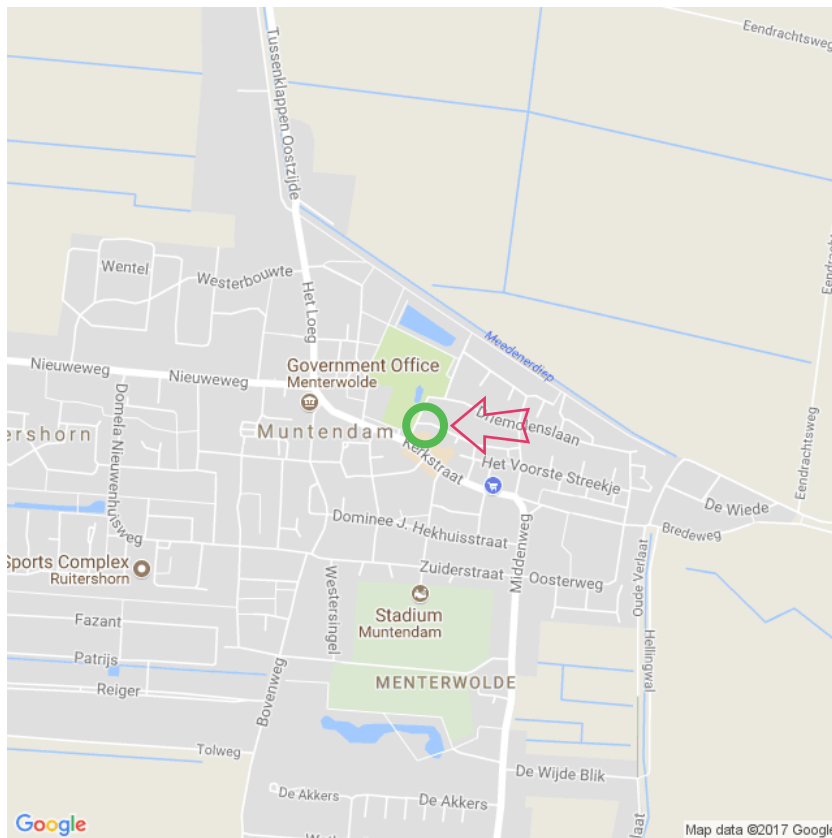 Eendrachtsweg
Tussenklappen Oostzijde
Eendrachtsweg
Wentel
Westerbouwte
Het Loeg
Meedenerdiep
Nieuweweg
Nieuweweg
Government Office
Menterwolde
Domela Nieuwenhuisweg
Driemolenslaan
ershorn
Muntendam
Kerkstraat
Het Voorste Streekje
Eendrachtsweg
De Wiede
Bredeweg
Dominee J. Hekhuisstraat
Middenweg
Oude Verlaat
Sports Complex
Ruitershorn
Zuiderstraat
Oosterweg
Westersingel
Stadium
Muntendam
Fazant
Hellingwal
Patrijs
Reiger
Bovenweg
MENTERWOLDE
Tolweg
De Wijde Blik
De Akkers
De Akkers
laat
Google
Map data ©2017 Google